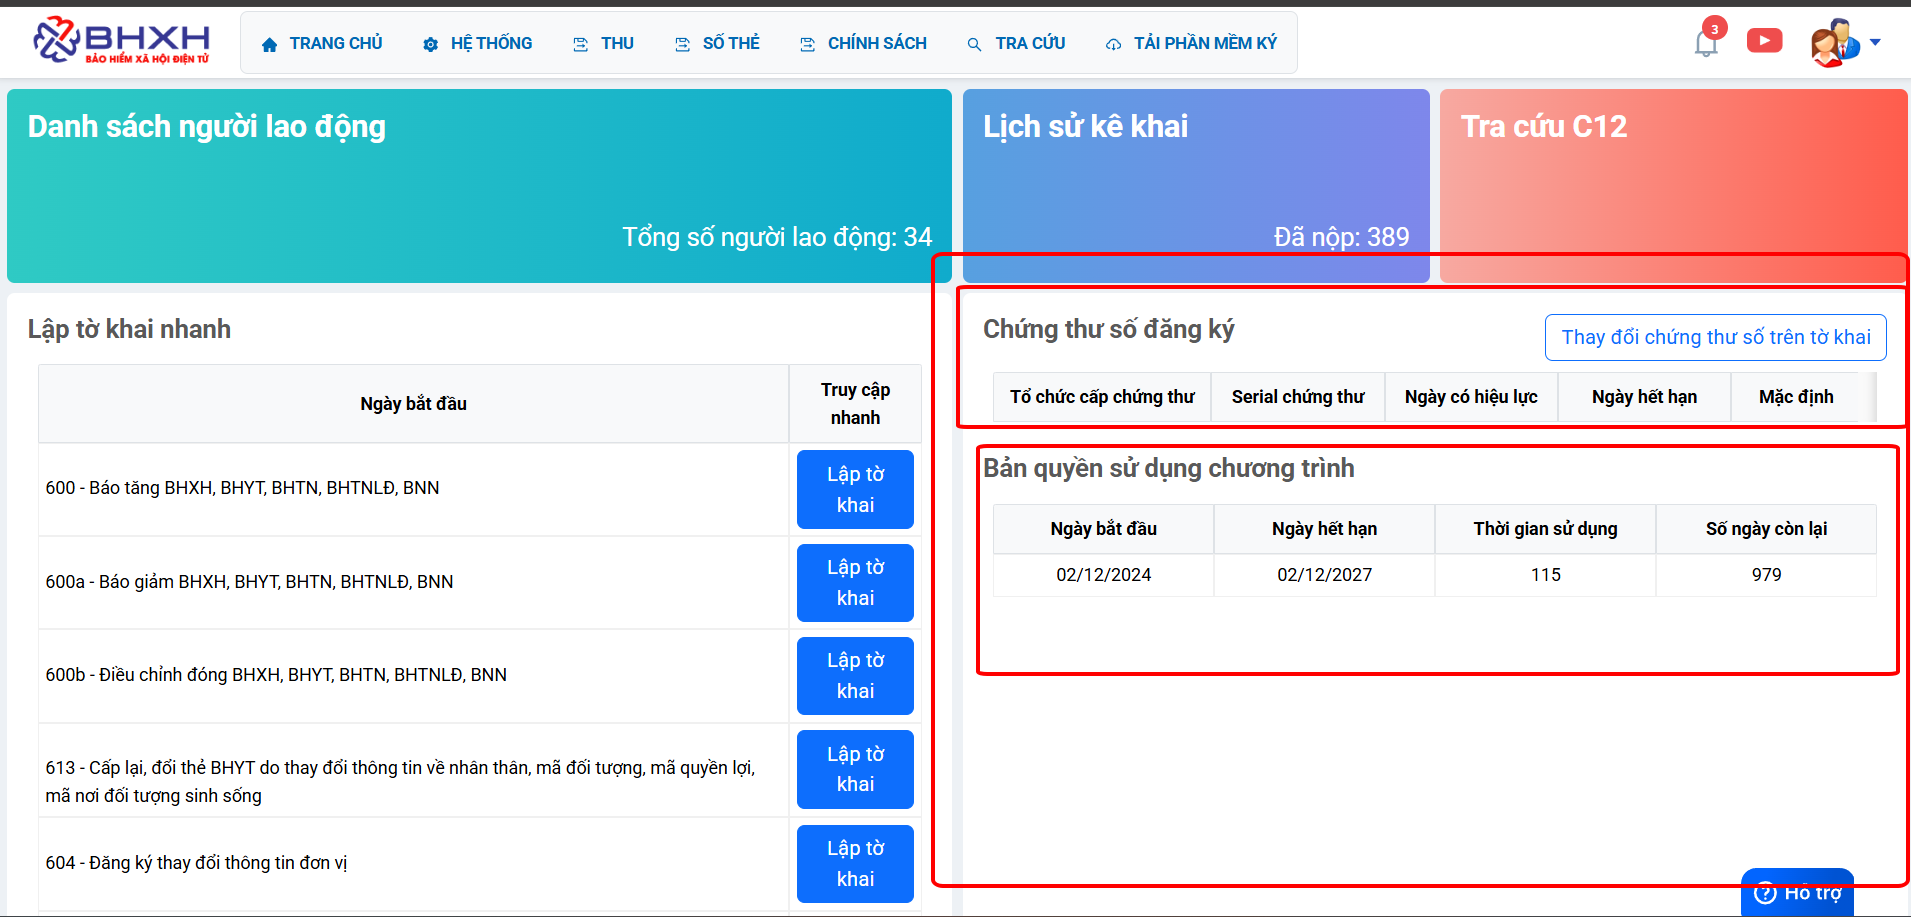 BHXH
BẢO HIỂM XÃ HỘI ĐIỆN TỬ
TRANG CHỦ
HỆ THỐNG
THU
SỔ THẺ
CHÍNH SÁCH
TRA CỨU
TẢI PHẦN MỀM KÝ
3
Danh sách người lao động
Tổng số người lao động: 34
Lịch sử kê khai
Đã nộp: 389
Tra cứu C12
Lập tờ khai nhanh
Ngày bắt đầu
Truy cập
nhanh
600 - Báo tăng BHXH, BHYT, BHTN, BHTNLĐ, BNN
Lập tờ
khai
600a - Báo giảm BHXH, BHYT, BHTN, BHTNLĐ, BNN
Lập tờ
khai
600b - Điều chỉnh đóng BHXH, BHYT, BHTN, BHTNLĐ, BNN
Lập tờ
khai
613 - Cấp lại, đổi thẻ BHYT do thay đổi thông tin về nhân thân, mã đối tượng, mã quyền lợi,
mã nơi đối tượng sinh sống
Lập tờ
khai
604 - Đăng ký thay đổi thông tin đơn vị
Lập tờ
khai
Chứng thư số đăng ký
Thay đổi chứng thư số trên tờ khai
Tổ chức cấp chứng thư
Serial chứng thư
Ngày có hiệu lực
Ngày hết hạn
Mặc định
Bản quyền sử dụng chương trình
Ngày bắt đầu
Ngày hết hạn
Thời gian sử dụng
Số ngày còn lại
02/12/2024
02/12/2027
115
979
Hỗ trợ